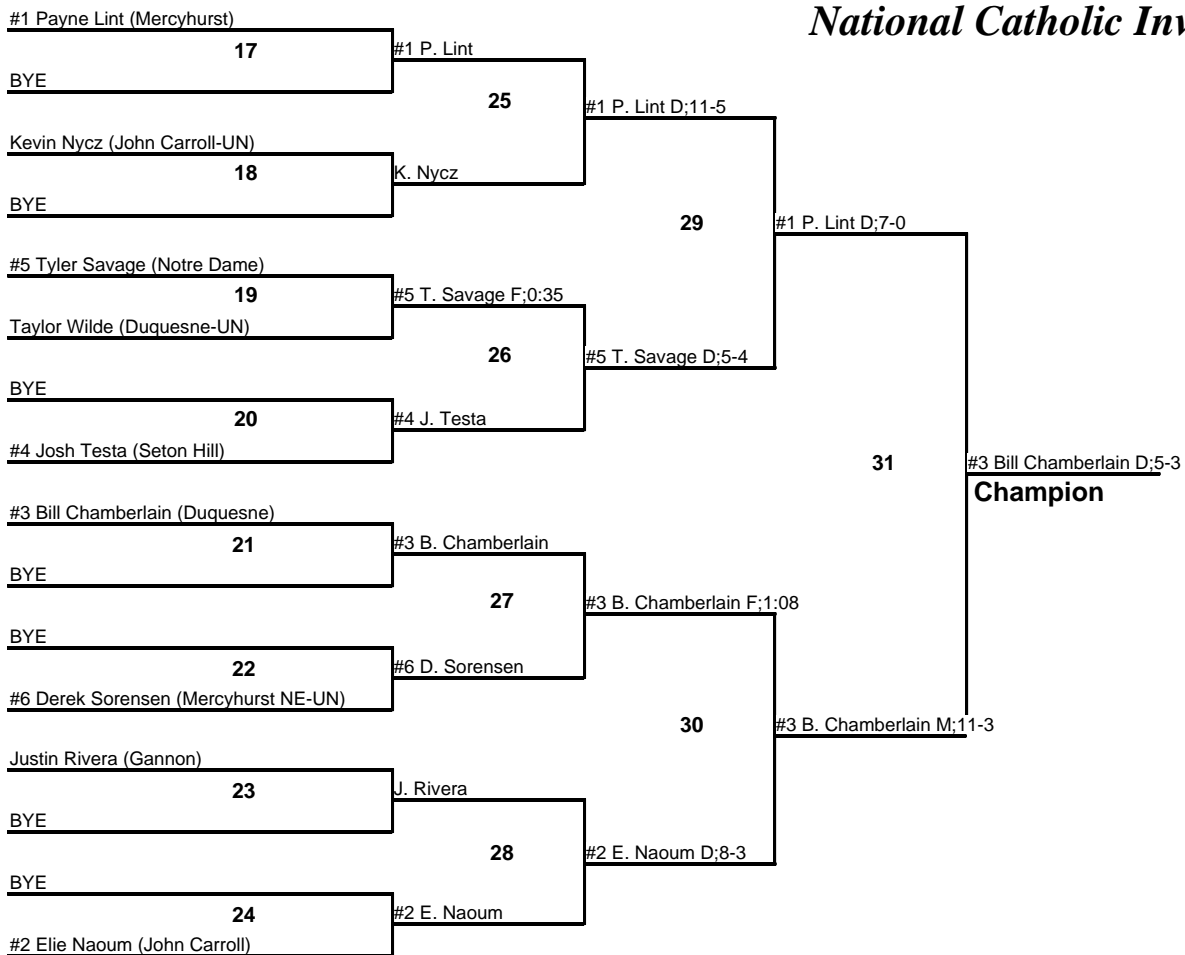 National Catholic Inv
#1 Payne Lint (Mercyhurst)
17
BYE
#1 P. Lint
25
#1 P. Lint D;11-5
Kevin Nycz (John Carroll-UN)
18
BYE
K. Nycz
29
#1 P. Lint D;7-0
#5 Tyler Savage (Notre Dame)
19
Taylor Wilde (Duquesne-UN)
#5 T. Savage F;0:35
26
#5 T. Savage D;5-4
BYE
20
#4 Josh Testa (Seton Hill)
#4 J. Testa
31
#3 Bill Chamberlain D;5-3
Champion
#3 Bill Chamberlain (Duquesne)
21
BYE
#3 B. Chamberlain
27
#3 B. Chamberlain F;1:08
BYE
22
#6 Derek Sorensen (Mercyhurst NE-UN)
#6 D. Sorensen
30
#3 B. Chamberlain M;11-3
Justin Rivera (Gannon)
23
BYE
J. Rivera
28
#2 E. Naoum D;8-3
BYE
24
#2 Elie Naoum (John Carroll)
#2 E. Naoum